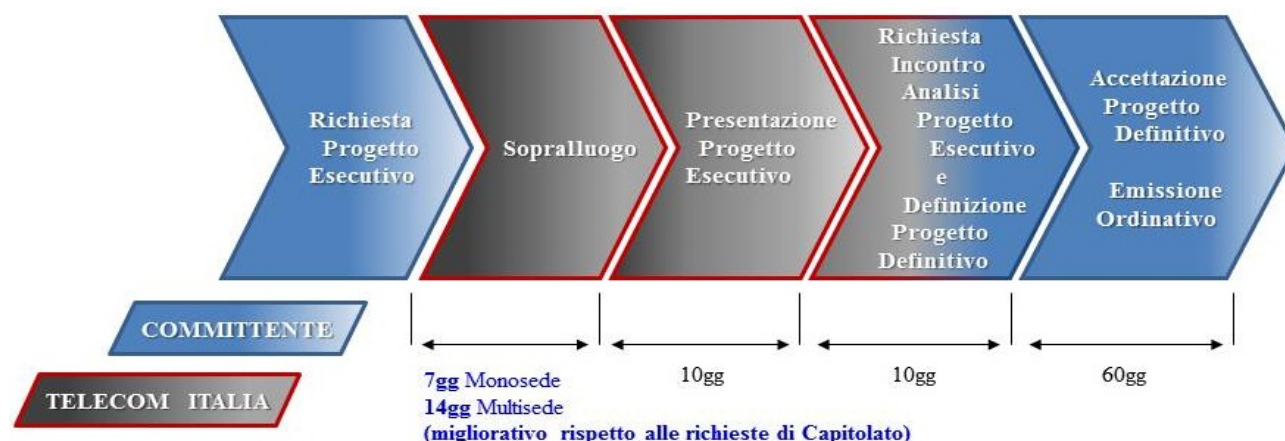 Richiesta
Progetto
Esecutivo
Sopralluogo
Presentazione
Progetto
Esecutivo
Richiesta
Incontro
Analisi
Progetto
Esecutivo
e
Definizione
Progetto
Definitivo
Accettazione
Progetto
Definitivo
Emissione
Ordinativo
COMMITTENTE
TELECOM ITALIA
7gg Monosede
14gg Multisede
(migliorativo rispetto alle richieste di Capitolato)
10gg
10gg
60gg